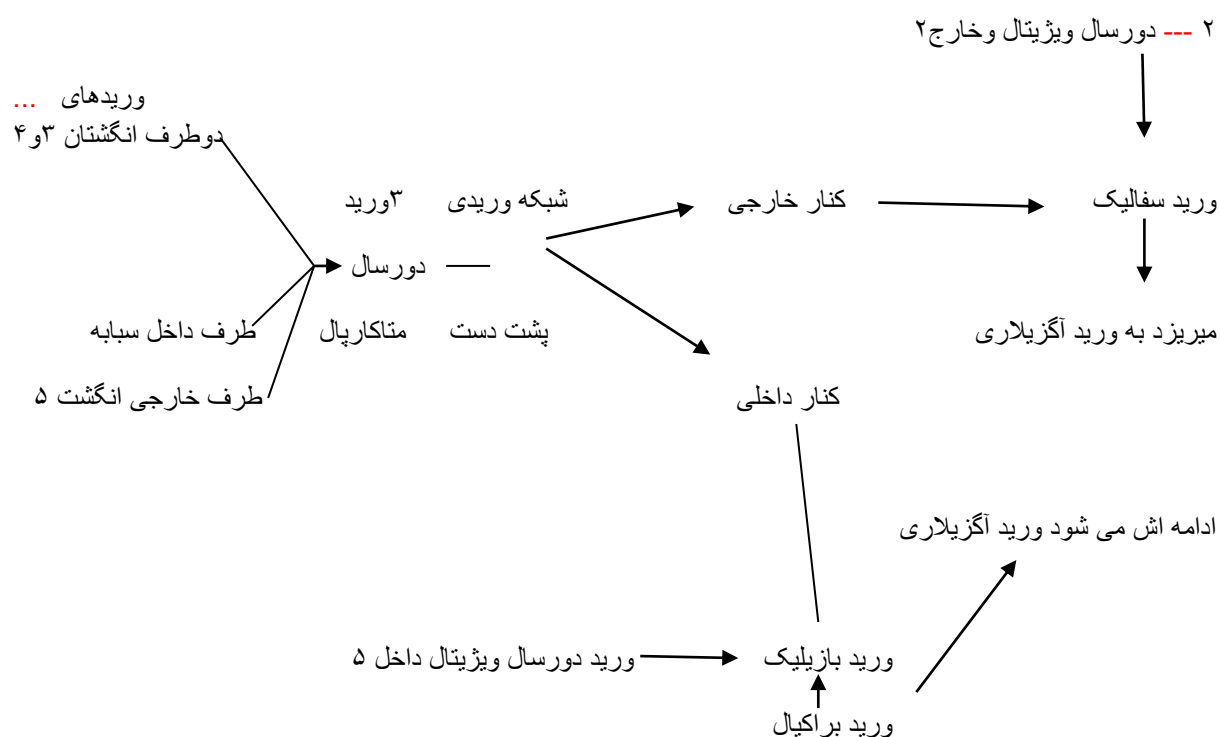 ۲ --- دورسال ویژیتال وخارج۲
وریدهای ...
دوطرف انگشتان ۳و۴
۳ورید شبکه وریدی
کنار خارجی
ورید سفالیک
دورسال
طرف داخل سبابه
متاکارپال پشت دست
میریزد به ورید آگزیلاری
طرف خارجی انگشت ۵
کنار داخلی
ادامه اش می شود ورید آگزیلاری
ورید دورسال ویژیتال داخل ۵
ورید بازیلیک
ورید براکیال